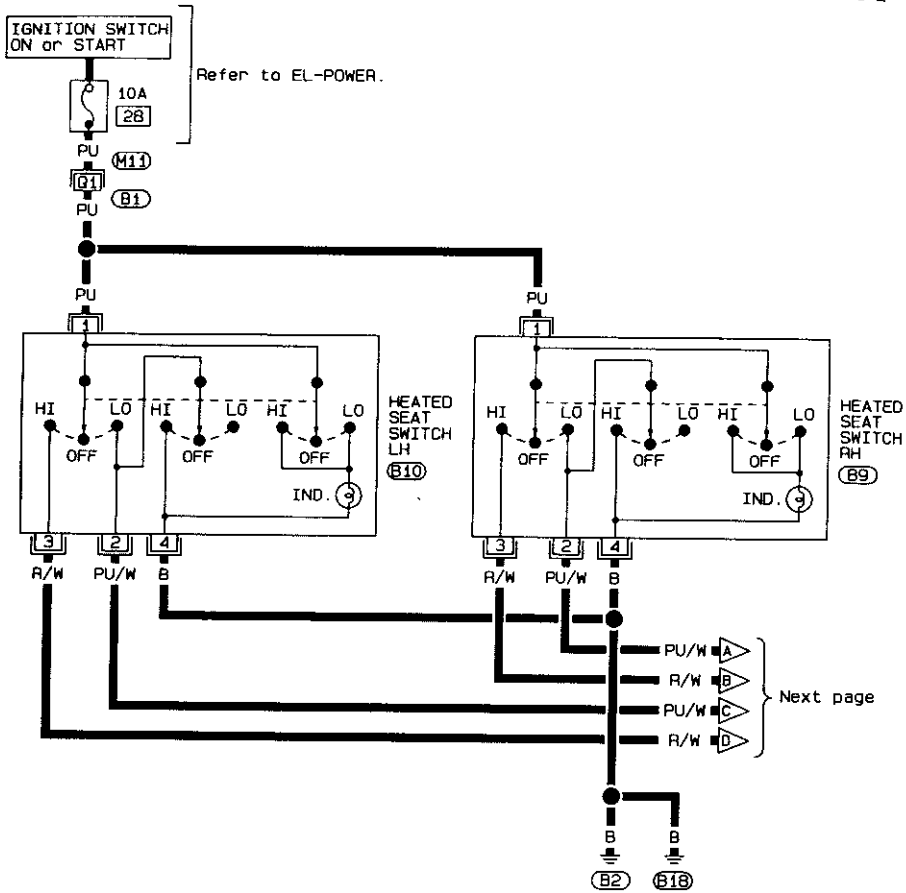 IGNITION SWITCH
ON or START
Refer to EL-POWER.
10A
28
PU
M11
Q1
B1
PU
PU
PU
1
1
HI
LO
HI
LO
HI
LO
OFF
OFF
OFF
IND.
HEATED
SEAT
SWITCH
LH
B10
HI
LO
HI
LO
HI
LO
OFF
OFF
OFF
IND.
HEATED
SEAT
SWITCH
RH
B9
3
2
4
3
2
4
R/W
PU/W
B
R/W
PU/W
B
PU/W A
R/W B
PU/W C
R/W D
Next page
B
B
B2
B18